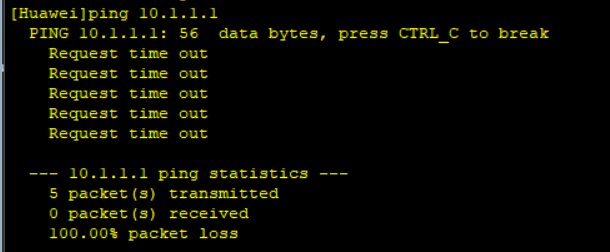 [Huawei]ping 10.1.1.1
PING 10.1.1.1: 56  data bytes, press CTRL_C to break
Request time out
Request time out
Request time out
Request time out
Request time out
--- 10.1.1.1 ping statistics ---
5 packet(s) transmitted
0 packet(s) received
100.00% packet loss